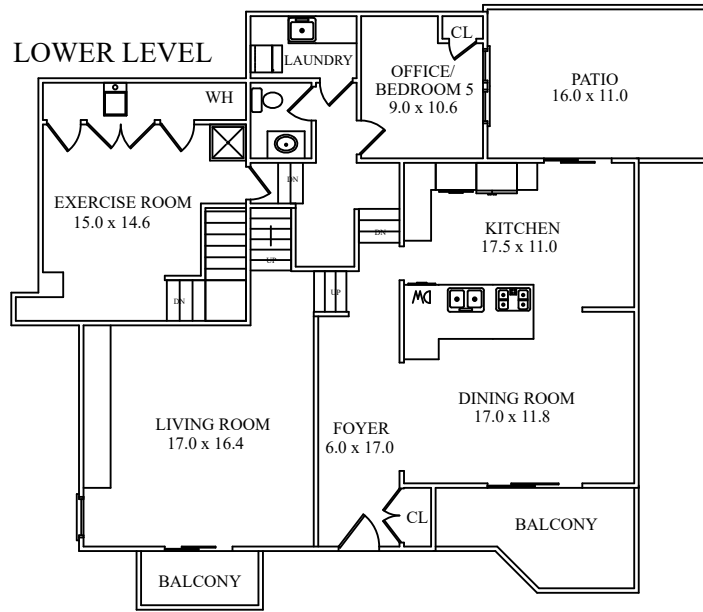 LOWER LEVEL
LAUNDRY
CL
OFFICE/
BEDROOM 5
9.0 x 10.6
PATIO
16.0 x 11.0
WH
EXERCISE ROOM
15.0 x 14.6
DN
UP
DN
KITCHEN
17.5 x 11.0
DN
UP
DW
LIVING ROOM
17.0 x 16.4
FOYER
6.0 x 17.0
DINING ROOM
17.0 x 11.8
CL
BALCONY
BALCONY